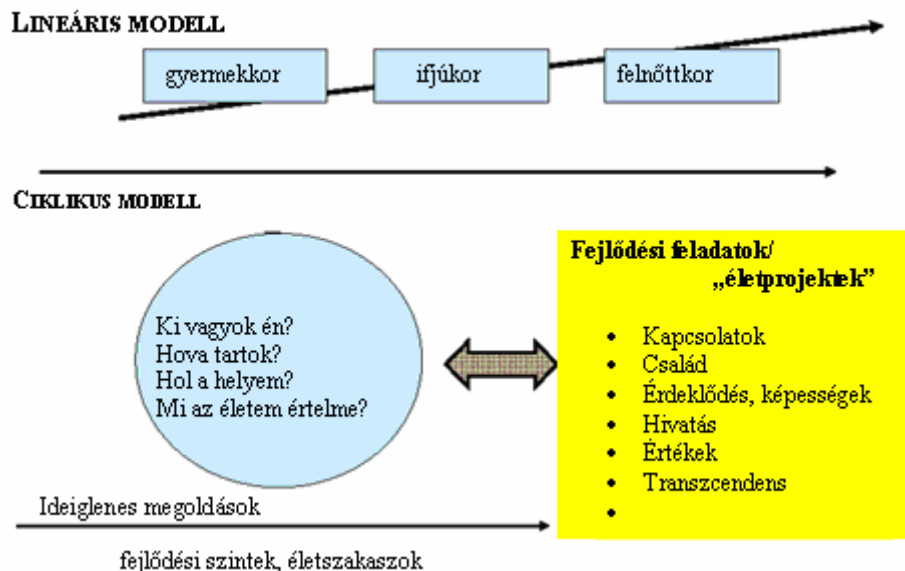 LINEÁRIS MODELL
gyermekkor
ifjúkor
felnőttkor
CIKLIKUS MODELL
Ki vagyok én?
Hova tartok?
Hol a helyem?
Mi az életem értelme?
Fejlődési feladatok/
„életprojektek”
• Kapcsolatok
• Család
• Érdeklődés, képességek
• Hivatás
• Értékek
• Transzcendens
•
Ideiglenes megoldások
fejlődési szintek, életszakaszok